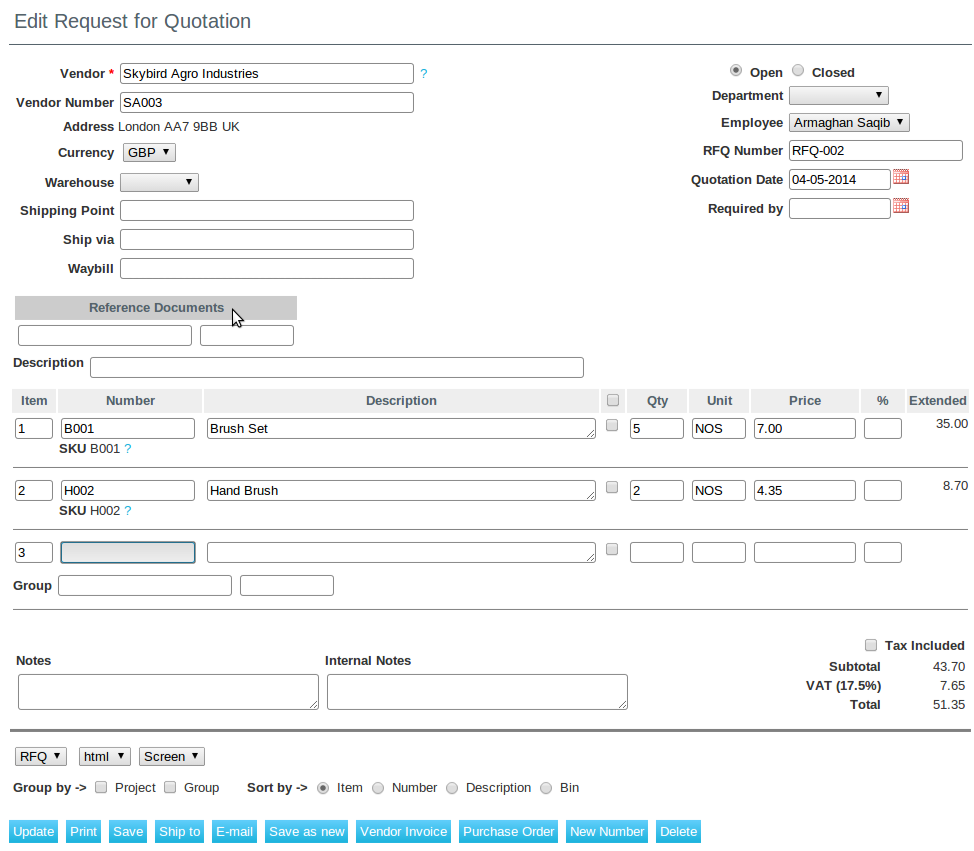 Edit Request for Quotation
Vendor * Skybird Agro Industries ?
Vendor Number SA003
Address London AA7 9BB UK
Currency GBP
Warehouse
Shipping Point
Ship via
Waybill
Open Closed
Department
Employee Armaghan Saqib
RFQ Number RFQ-002
Quotation Date 04-05-2014
Required by
Reference Documents
Description
Item Number Description Qty Unit Price % Extended
1 B001 Brush Set 5 NOS 7.00 35.00
SKU B001 ?
2 H002 Hand Brush 2 NOS 4.35 8.70
SKU H002 ?
3
Group
Tax Included
Notes Internal Notes
Subtotal 43.70
VAT (17.5%) 7.65
Total 51.35
RFQ html Screen
Group by -> Project Group Sort by -> Item Number Description Bin
Update Print Save Ship to E-mail Save as new Vendor Invoice Purchase Order New Number Delete